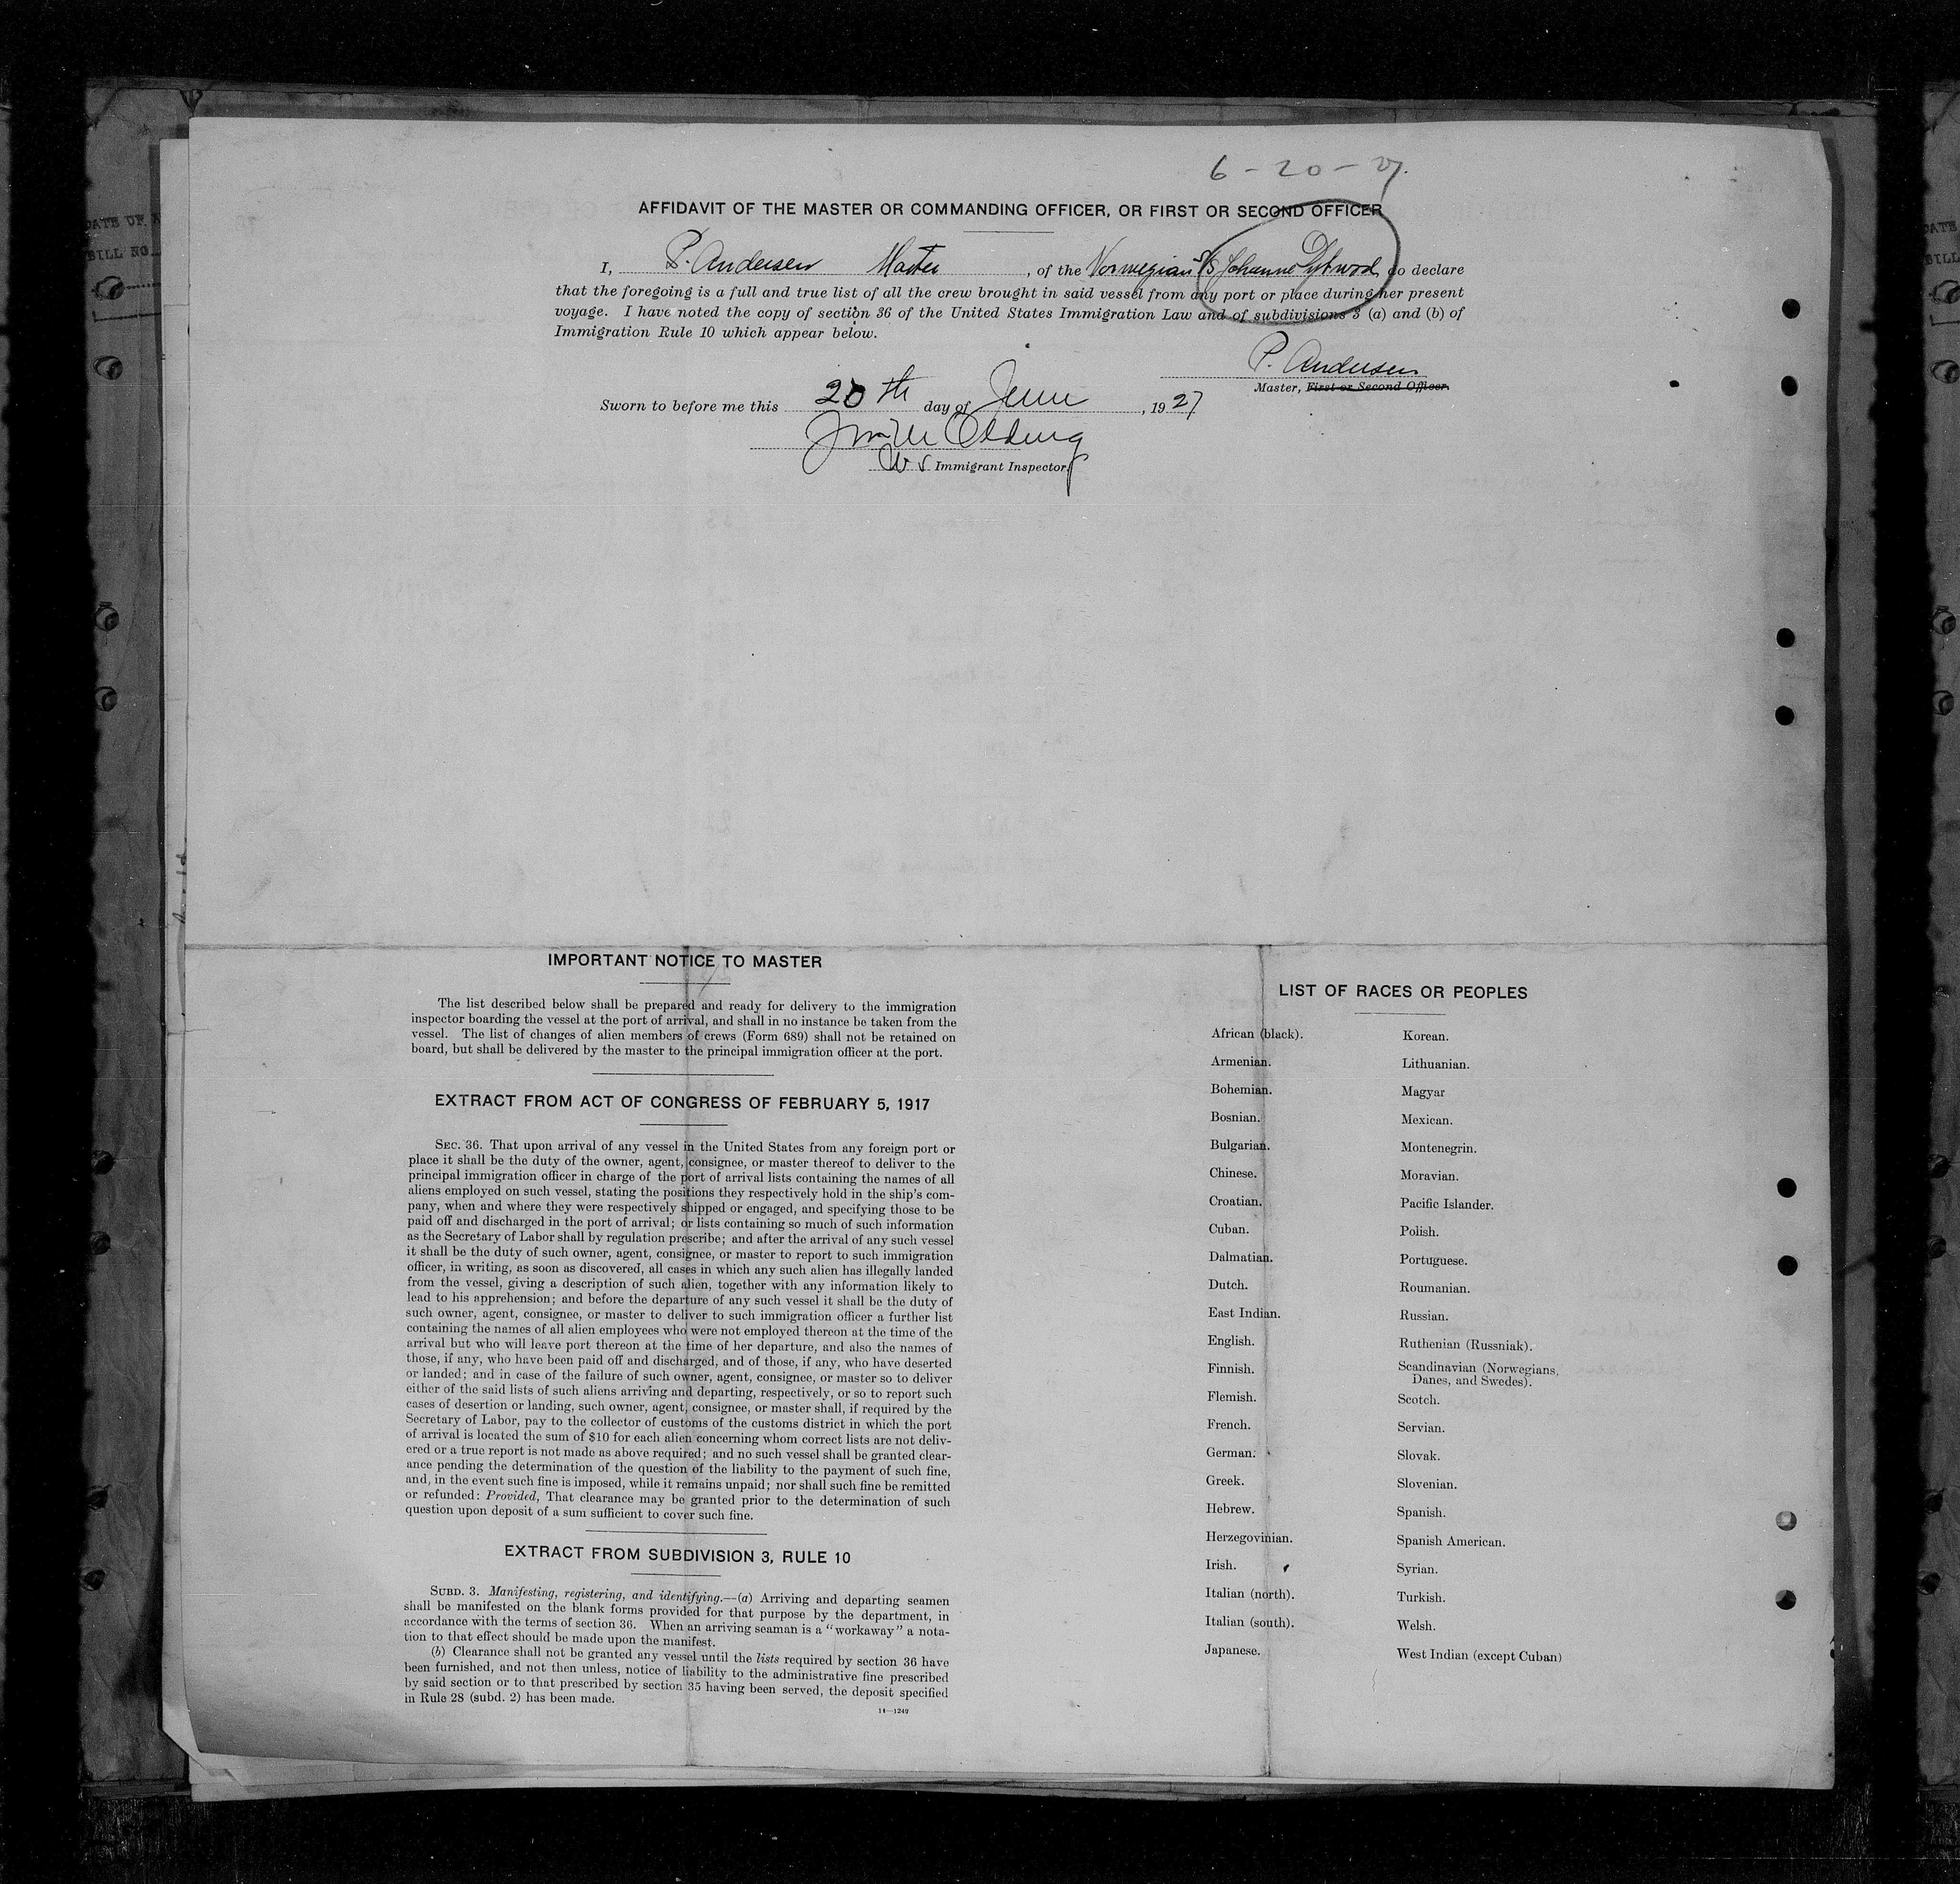 6 - 20 - 27.
AFFIDAVIT OF THE MASTER OR COMMANDING OFFICER, OR FIRST OR SECOND OFFICER
I, P. Andersen Master, of the Norwegian S/S Johanne Dybwad, do declare
that the foregoing is a full and true list of all the crew brought in said vessel from any port or place during her present
voyage. I have noted the copy of section 36 of the United States Immigration Law and of subdivisions 3 (a) and (b) of
Immigration Rule 10 which appear below.
P. Andersen
Master, First or Second Officer.
Sworn to before me this 20th day of June, 1927
U S Immigrant Inspector.
IMPORTANT NOTICE TO MASTER
The list described below shall be prepared and ready for delivery to the immigration
inspector boarding the vessel at the port of arrival, and shall in no instance be taken from the
vessel. The list of changes of alien members of crews (Form 689) shall not be retained on
board, but shall be delivered by the master to the principal immigration officer at the port.
EXTRACT FROM ACT OF CONGRESS OF FEBRUARY 5, 1917
SEC. 36. That upon arrival of any vessel in the United States from any foreign port or
place it shall be the duty of the owner, agent, consignee, or master thereof to deliver to the
principal immigration officer in charge of the port of arrival lists containing the names of all
aliens employed on such vessel, stating the positions they respectively hold in the ship's com-
pany, when and where they were respectively shipped or engaged, and specifying those to be
paid off and discharged in the port of arrival; or lists containing so much of such information
as the Secretary of Labor shall by regulation prescribe; and after the arrival of any such vessel
it shall be the duty of such owner, agent, consignee, or master to report to such immigration
officer, in writing, as soon as discovered, all cases in which any such alien has illegally landed
from the vessel, giving a description of such alien, together with any information likely to
lead to his apprehension; and before the departure of any such vessel it shall be the duty of
such owner, agent, consignee, or master to deliver to such immigration officer a further list
containing the names of all alien employees who were not employed thereon at the time of the
arrival but who will leave port thereon at the time of her departure, and also the names of
those, if any, who have been paid off and discharged, and of those, if any, who have deserted
or landed; and in case of the failure of such owner, agent, consignee, or master so to deliver
either of the said lists of such aliens arriving and departing, respectively, or so to report such
cases of desertion or landing, such owner, agent, consignee, or master shall, if required by the
Secretary of Labor, pay to the collector of customs of the customs district in which the port
of arrival is located the sum of $10 for each alien concerning whom correct lists are not deliv-
ered or a true report is not made as above required; and no such vessel shall be granted clear-
ance pending the determination of the question of the liability to the payment of such fine,
and, in the event such fine is imposed, while it remains unpaid; nor shall such fine be remitted
or refunded: Provided, That clearance may be granted prior to the determination of such
question upon deposit of a sum sufficient to cover such fine.
EXTRACT FROM SUBDIVISION 3, RULE 10
SUBD. 3. Manifesting, registering, and identifying.—(a) Arriving and departing seamen
shall be manifested on the blank forms provided for that purpose by the department, in
accordance with the terms of section 36. When an arriving seaman is a "workaway" a nota-
tion to that effect should be made upon the manifest.
(b) Clearance shall not be granted any vessel until the lists required by section 36 have
been furnished, and not then unless, notice of liability to the administrative fine prescribed
by said section or to that prescribed by section 35 having been served, the deposit specified
in Rule 28 (subd. 2) has been made.
14—1240
LIST OF RACES OR PEOPLES
African (black).
Armenian.
Bohemian.
Bosnian.
Bulgarian.
Chinese.
Croatian.
Cuban.
Dalmatian.
Dutch.
East Indian.
English.
Finnish.
Flemish.
French.
German.
Greek.
Hebrew.
Herzegovinian.
Irish.
Italian (north).
Italian (south).
Japanese.
Korean.
Lithuanian.
Magyar
Mexican.
Montenegrin.
Moravian.
Pacific Islander.
Polish.
Portuguese.
Roumanian.
Russian.
Ruthenian (Russniak).
Scandinavian (Norwegians,
Danes, and Swedes).
Scotch.
Servian.
Slovak.
Slovenian.
Spanish.
Spanish American.
Syrian.
Turkish.
Welsh.
West Indian (except Cuban)